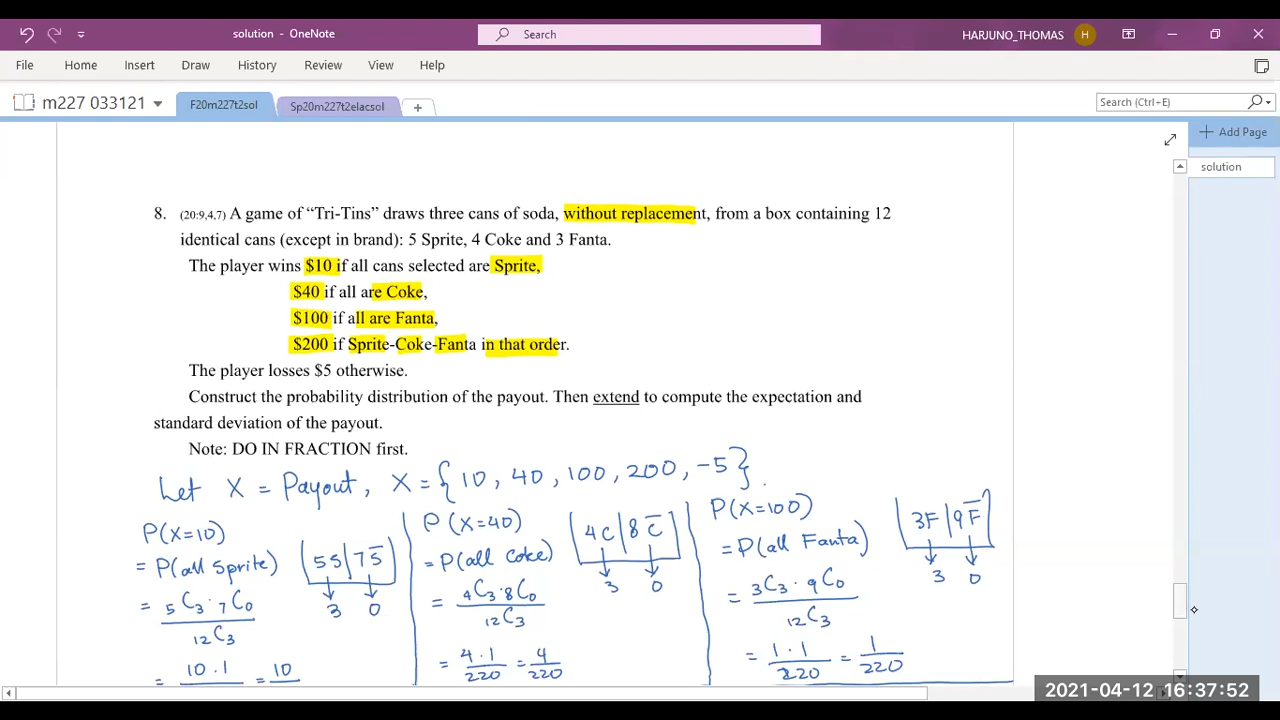 solution - OneNote
Search
HARJUNO_THOMAS
H
File Home Insert Draw History Review View Help
m227 033121
F20m227t2sol
Sp20m227t2elacsol
+
Search (Ctrl+E)
Add Page
solution
8. (20:9,4,7) A game of “Tri-Tins” draws three cans of soda, without replacement, from a box containing 12
identical cans (except in brand): 5 Sprite, 4 Coke and 3 Fanta.
The player wins $10 if all cans selected are Sprite,
$40 if all are Coke,
$100 if all are Fanta,
$200 if Sprite-Coke-Fanta in that order.
The player losses $5 otherwise.
Construct the probability distribution of the payout. Then extend to compute the expectation and
standard deviation of the payout.
Note: DO IN FRACTION first.
Let X = Payout, X = {10, 40, 100, 200, -5}.
P(X=10)
= P(all Sprite)
5S | 7S̅
3 0
= 5C3 · 7C0 / 12C3
= 10 · 1 = 10
P(X=40)
= P(all Coke)
4C | 8C̅
3 0
= 4C3 · 8C0 / 12C3
= 4 · 1 / 220 = 4 / 220
P(X=100)
= P(all Fanta)
3F | 9F̅
3 0
= 3C3 · 9C0 / 12C3
= 1 · 1 / 220 = 1 / 220
2021-04-12 16:37:52